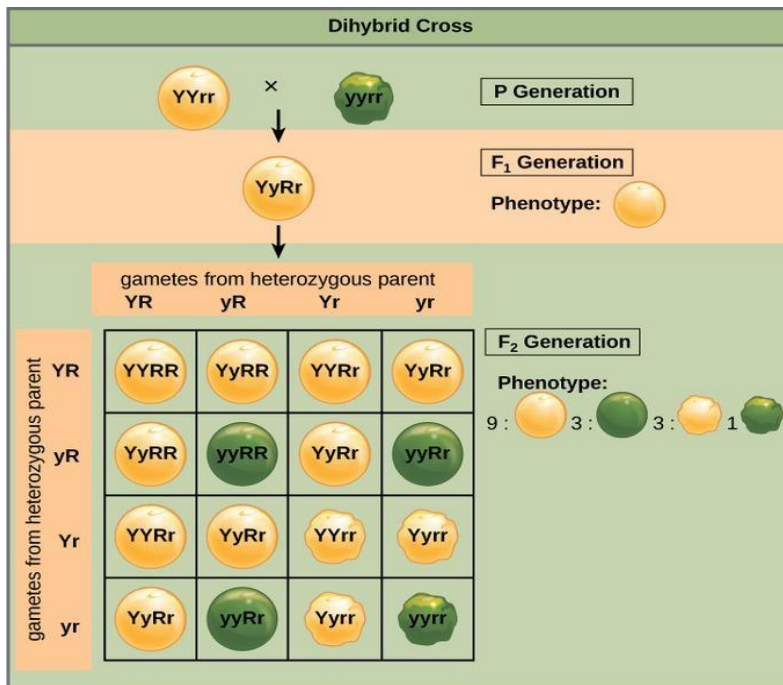 Dihybrid Cross
YYrr × yyrr
P Generation
YyRr
F₁ Generation
Phenotype:
gametes from heterozygous parent
YR yR Yr yr
gametes from heterozygous parent
YR YYRR YyRR YYRr YyRr
yR YyRR yyRR YyRr yyRr
Yr YYRr YyRr YYrr Yyrr
yr YyRr yyRr Yyrr yyrr
F₂ Generation
Phenotype:
9 : 3 : 3 : 1